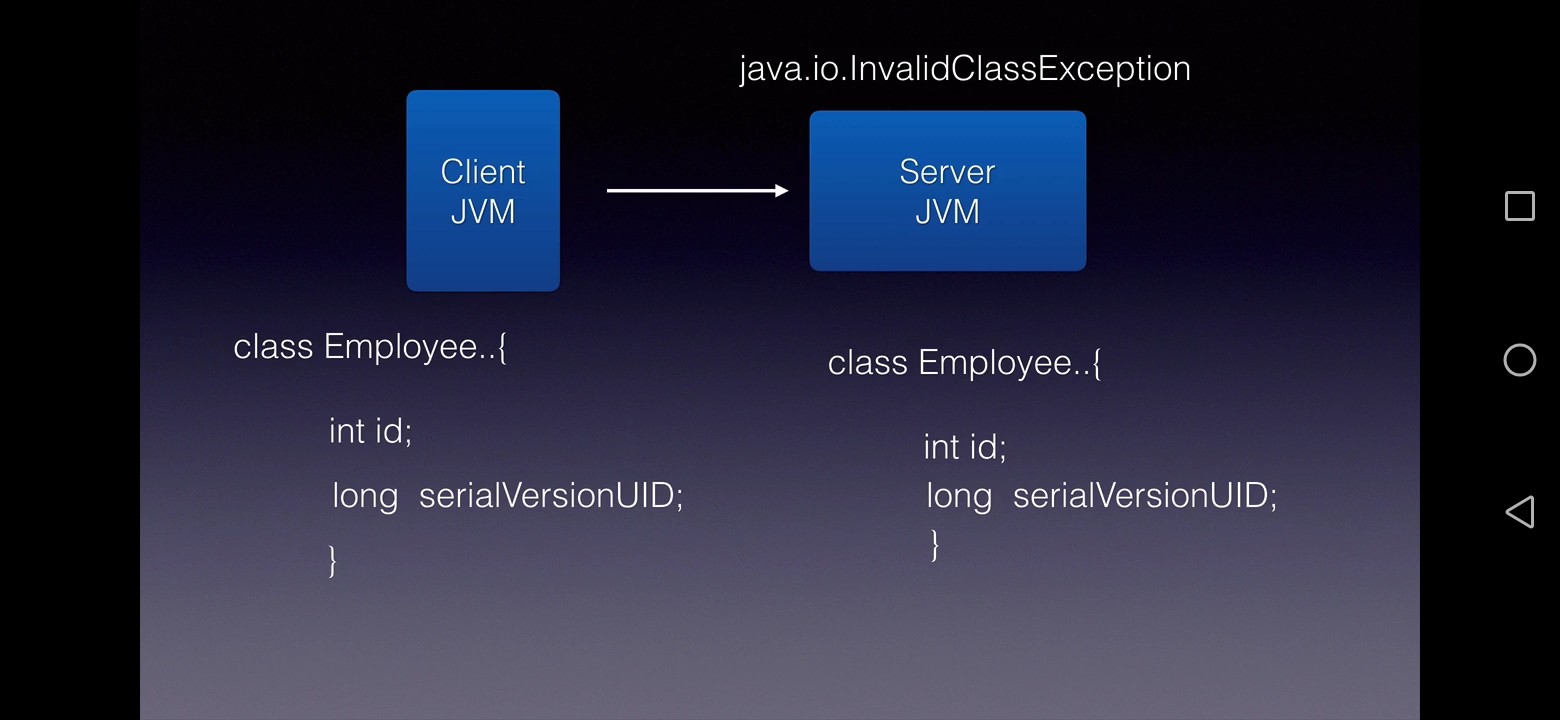 java.io.InvalidClassException
Client
JVM
Server
JVM
class Employee..{
int id;
long serialVersionUID;
}
class Employee..{
int id;
long serialVersionUID;
}